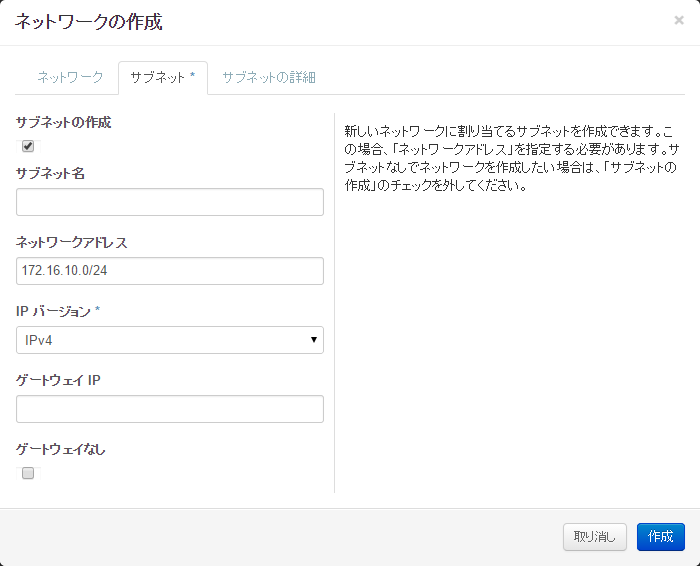 ネットワークの作成
×
ネットワーク
サブネット *
サブネットの詳細
サブネットの作成
サブネット名
ネットワークアドレス
172.16.10.0/24
IP バージョン *
IPv4
ゲートウェイ IP
ゲートウェイなし
新しいネットワークに割り当てるサブネットを作成できます。こ
の場合、「ネットワークアドレス」を指定する必要があります。サ
ブネットなしでネットワークを作成したい場合は、「サブネットの
作成」のチェックを外してください。
取り消し
作成